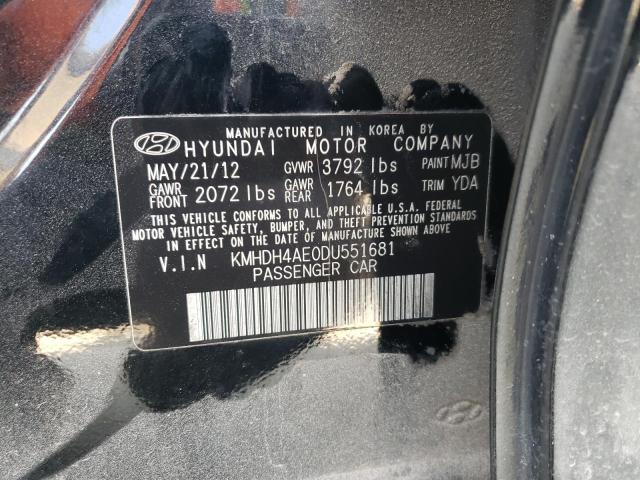 MANUFACTURED IN KOREA BY
HYUNDAI MOTOR COMPANY
MAY/21/12 GVWR 3792 lbs PAINT MJB
GAWR FRONT 2072 lbs GAWR REAR 1764 lbs TRIM YDA
THIS VEHICLE CONFORMS TO ALL APPLICABLE U.S.A. FEDERAL
MOTOR VEHICLE SAFETY, BUMPER, AND THEFT PREVENTION STANDARDS
IN EFFECT ON THE DATE OF MANUFACTURE SHOWN ABOVE.
V.I.N KMHDH4AE0DU551681
PASSENGER CAR